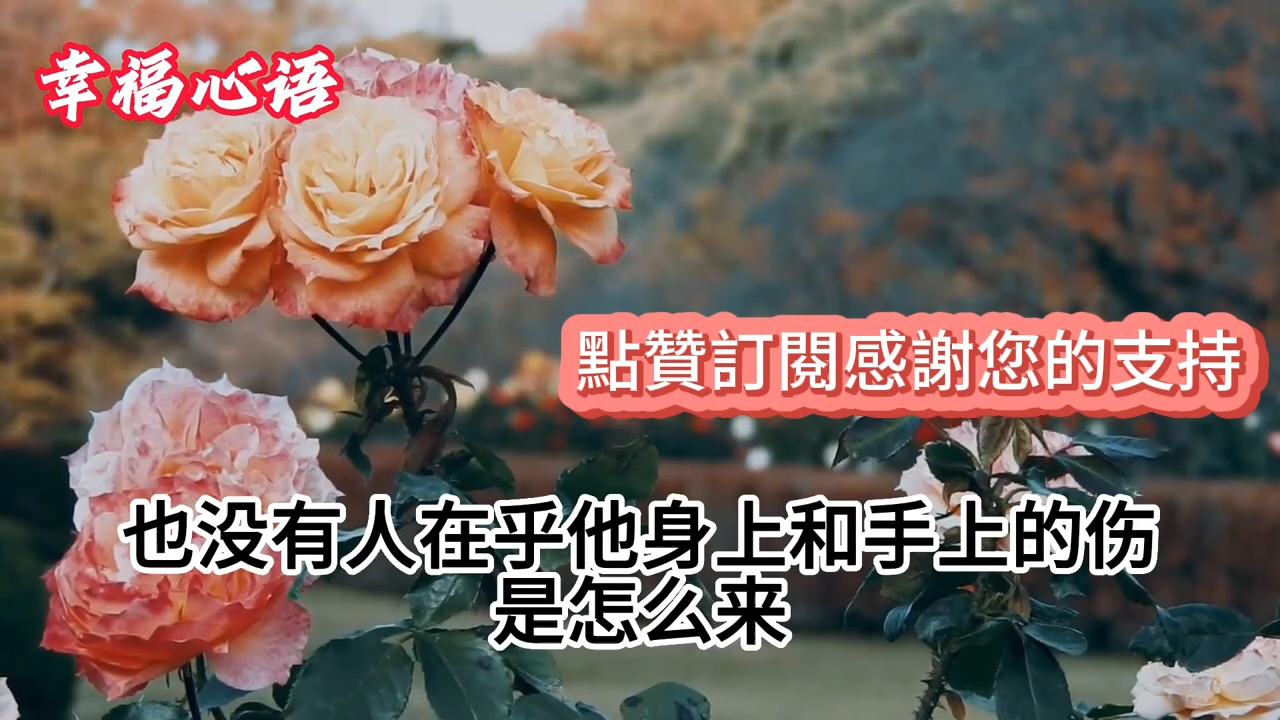 幸福心语
點贊訂閱感謝您的支持
也没有人在乎他身上和手上的伤
是怎么来